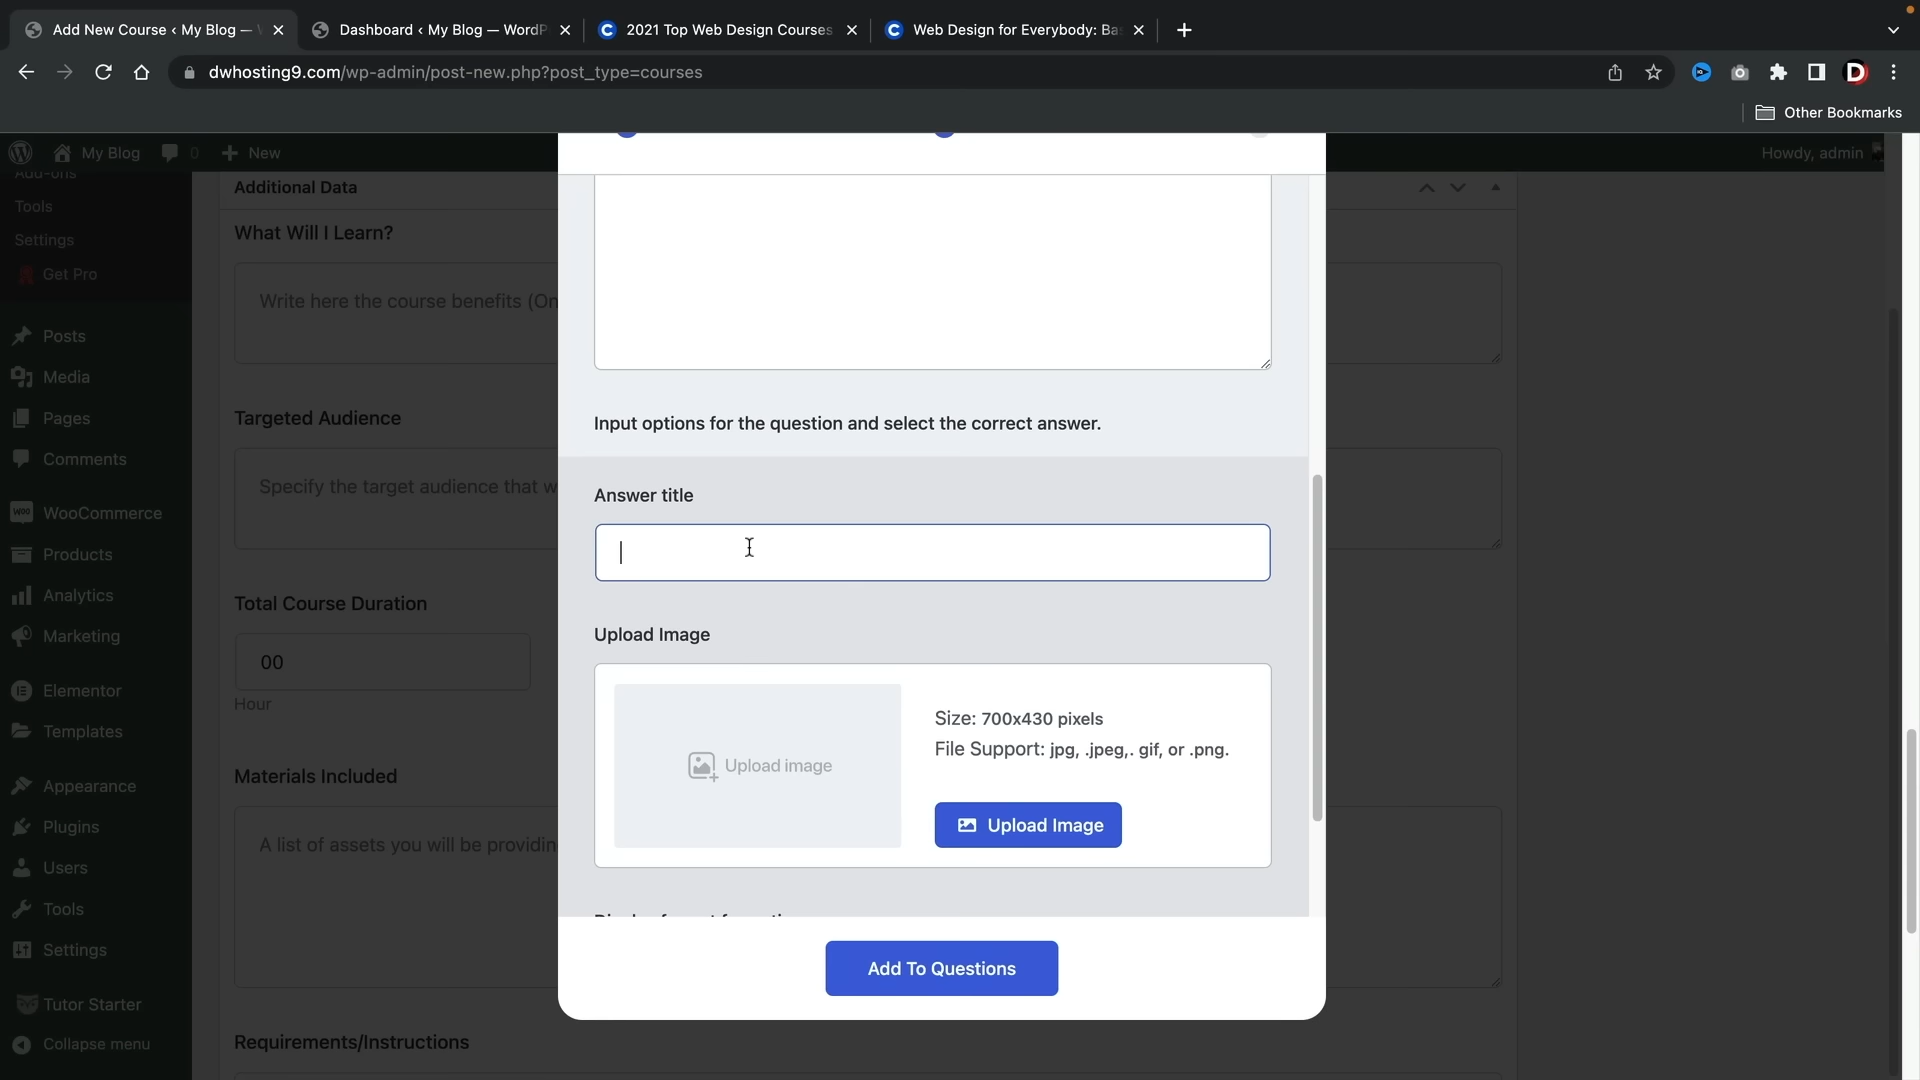 Add New Course ‹ My Blog —
Dashboard ‹ My Blog — WordP
2021 Top Web Design Courses
Web Design for Everybody: Ba
dwhosting9.com/wp-admin/post-new.php?post_type=courses
Other Bookmarks
My Blog
0
New
Howdy, admin
Add-ons
Tools
Settings
Get Pro
Posts
Media
Pages
Comments
WooCommerce
Products
Analytics
Marketing
Elementor
Templates
Appearance
Plugins
Users
Tools
Settings
Tutor Starter
Collapse menu
Additional Data
What Will I Learn?
Write here the course benefits (On
Targeted Audience
Specify the target audience that w
Total Course Duration
00
Hour
Materials Included
A list of assets you will be providin
Requirements/Instructions
Input options for the question and select the correct answer.
Answer title
Upload Image
Upload image
Size: 700x430 pixels
File Support: jpg, .jpeg,. gif, or .png.
Upload Image
Add To Questions